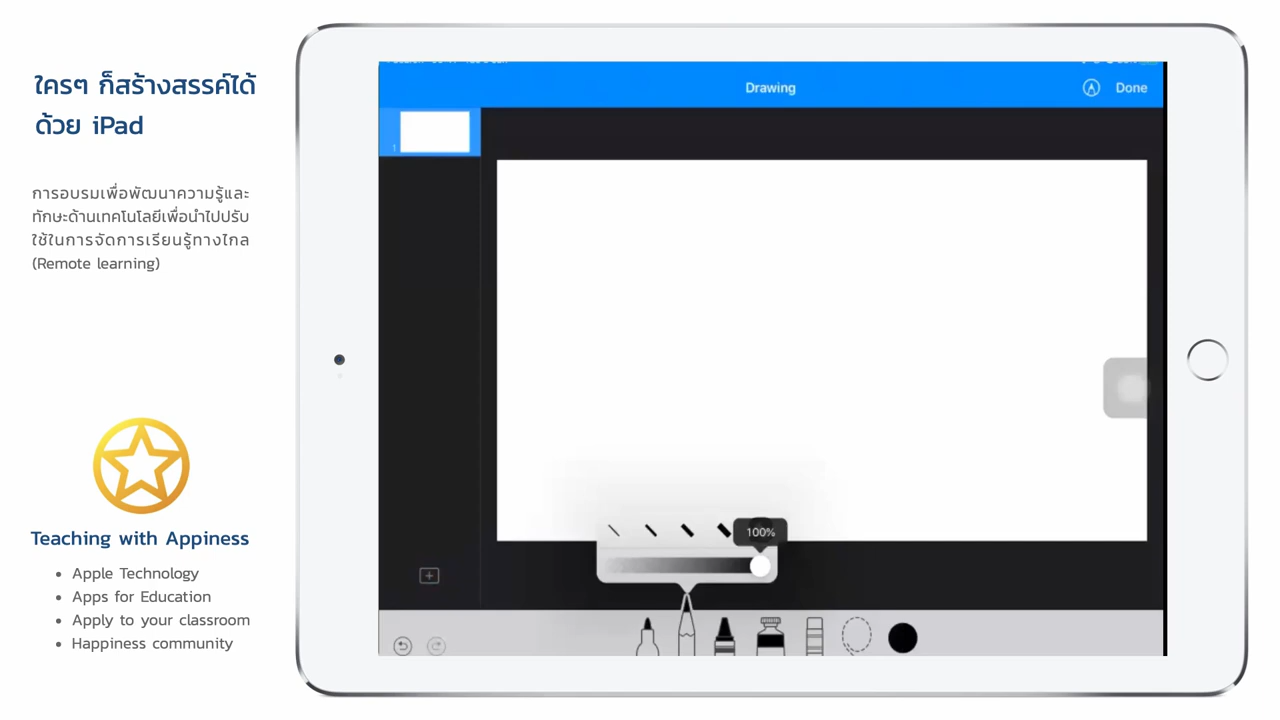 ใครๆ ก็สร้างสรรค์ได้
ด้วย iPad
การอบรมเพื่อพัฒนาความรู้และ
ทักษะด้านเทคโนโลยีเพื่อนำไปปรับ
ใช้ในการจัดการเรียนรู้ทางไกล
(Remote learning)
Teaching with Appiness
• Apple Technology
• Apps for Education
• Apply to your classroom
• Happiness community
Drawing
Done
1
100%